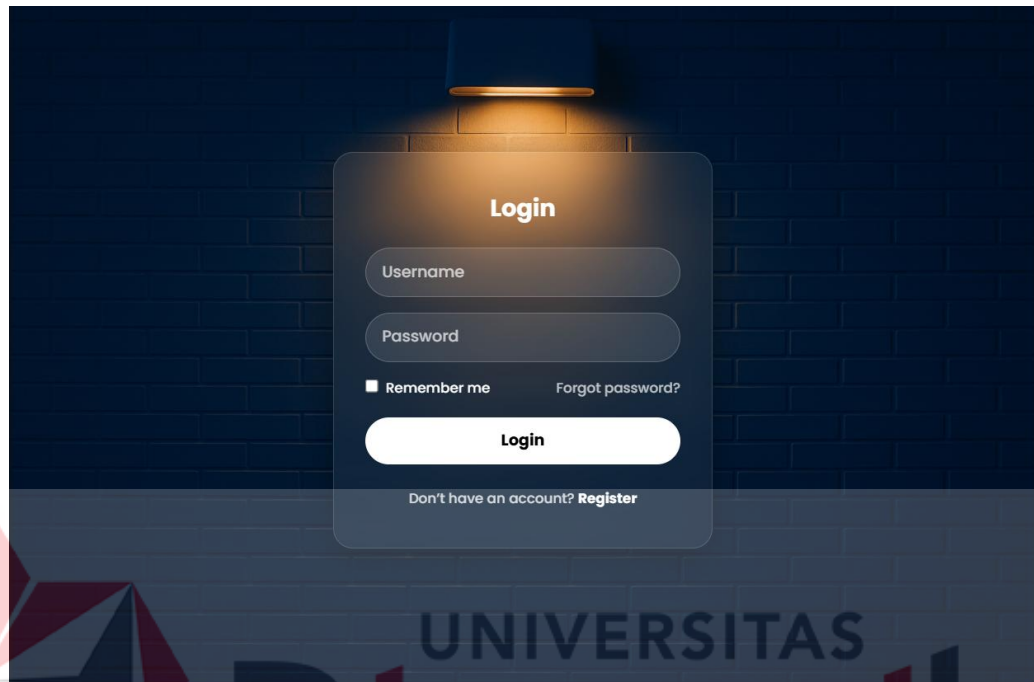 Login
Username
Password
Remember me Forgot password?
Login
Don't have an account? Register
UNIVERSITAS